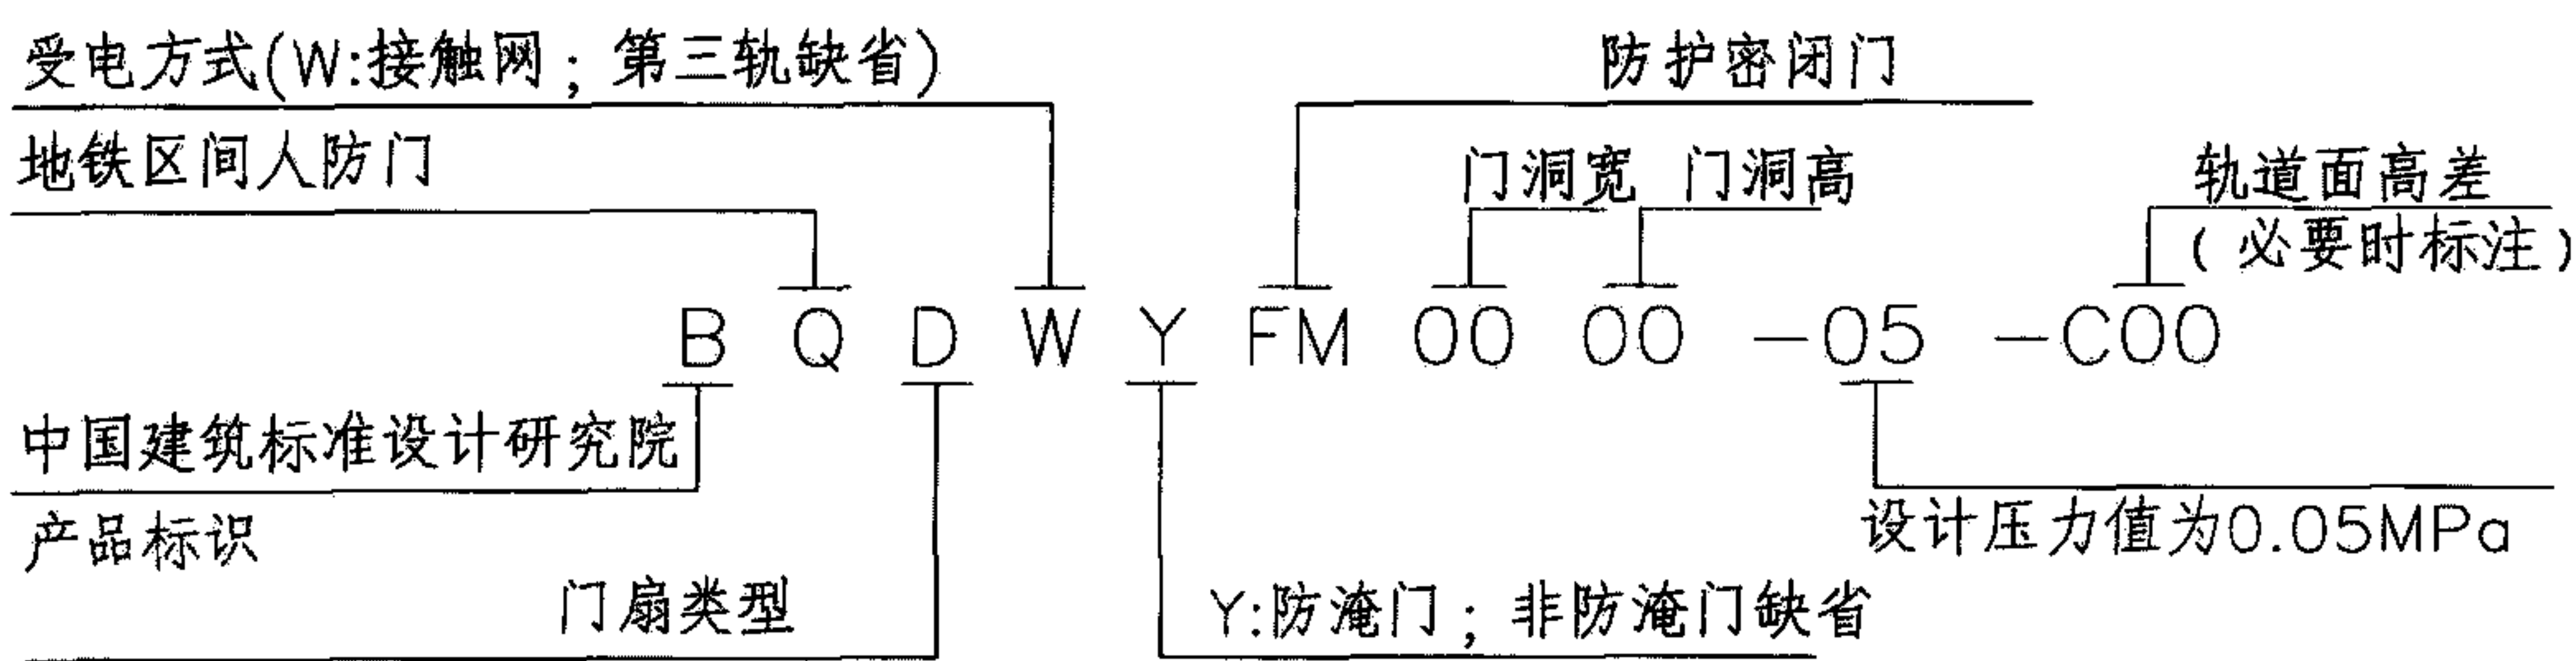 受电方式(W:接触网；第三轨缺省)
防护密闭门
地铁区间人防门
门洞宽 门洞高
轨道面高差
(必要时标注)
B Q D W Y FM 00 00 -05 -C00
中国建筑标准设计研究院
产品标识
设计压力值为0.05MPa
门扇类型
Y:防淹门；非防淹门缺省